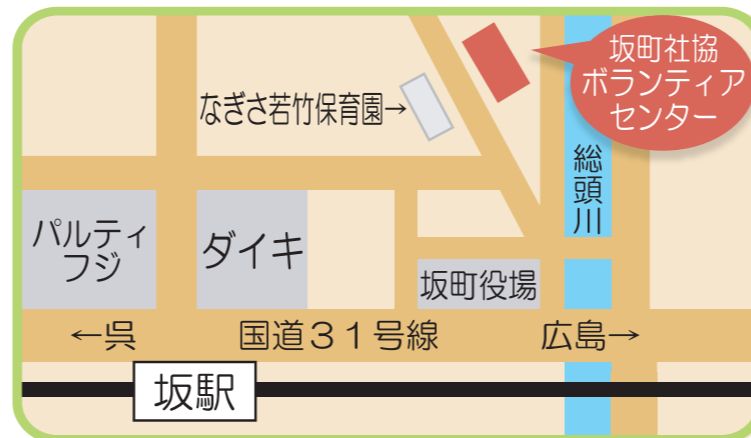 坂町社協
ボランティア
センター
なぎさ若竹保育園→
総頭川
パルティ
フジ
ダイキ
坂町役場
←呉
国道３１号線
広島→
坂駅